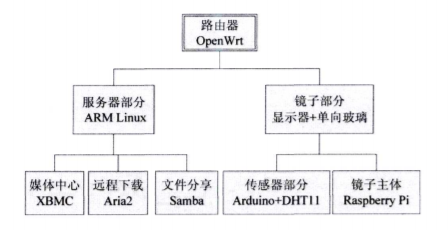 路由器
OpenWrt
服务器部分
ARM Linux
镜子部分
显示器+单向玻璃
媒体中心
XBMC
远程下载
Aria2
文件分享
Samba
传感器部分
Arduino+DHT11
镜子主体
Raspberry Pi